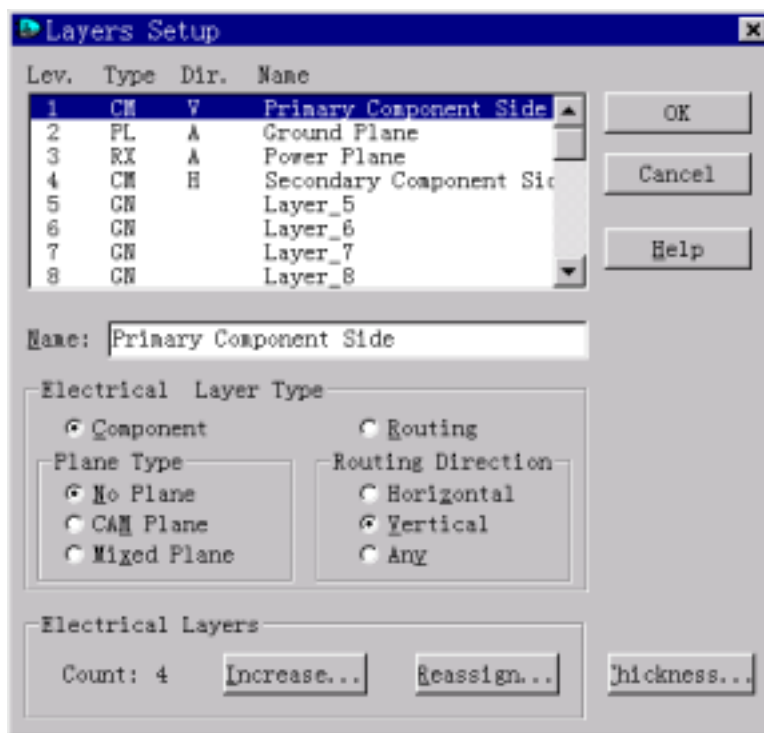 Layers Setup
Lev. Type Dir. Name
1 CM V Primary Component Side
2 PL A Ground Plane
3 RX A Power Plane
4 CM H Secondary Component Sid
5 GN Layer_5
6 GN Layer_6
7 GN Layer_7
8 GN Layer_8
OK
Cancel
Help
Name: Primary Component Side
Electrical Layer Type
Component Routing
Plane Type Routing Direction
No Plane Horizontal
CAM Plane Vertical
Mixed Plane Any
Electrical Layers
Count: 4 Increase... Reassign... Thickness...